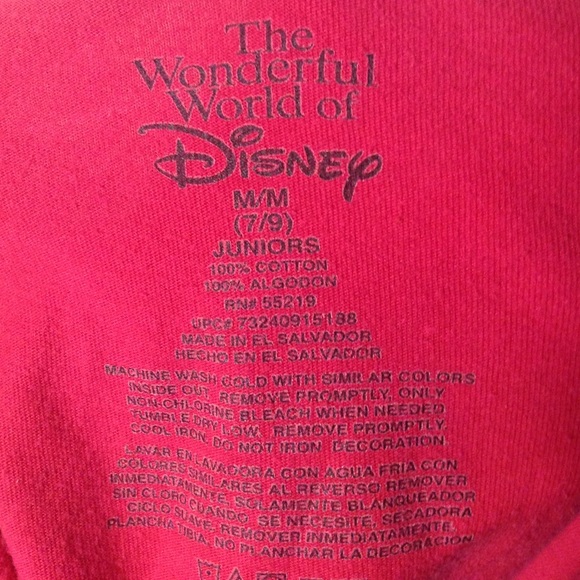 The
Wonderful
World of
Disney
M/M
(7/9)
JUNIORS
100% COTTON
100% ALGODON
RN# 55219
UPC# 73240915188
MADE IN EL SALVADOR
HECHO EN EL SALVADOR
MACHINE WASH COLD WITH SIMILAR COLORS
INSIDE OUT. REMOVE PROMPTLY, ONLY
NON-CHLORINE BLEACH WHEN NEEDED
TUMBLE DRY LOW. REMOVE PROMPTLY.
COOL IRON, DO NOT IRON DECORATION
LAVAR EN LAVADORA CON AGUA FRIA CON
COLORES SIMILARES AL REVERSO REMOVER
INMEDIATAMENTE, SOLAMENTE BLANQUEADOR
SIN CLORO CUANDO SE NECESITE, SECADORA
CICLO SUAVE, REMOVER INMEDIATAMENTE,
PLANCHA TIBIA, NO PLANCHAR LA DECORACION